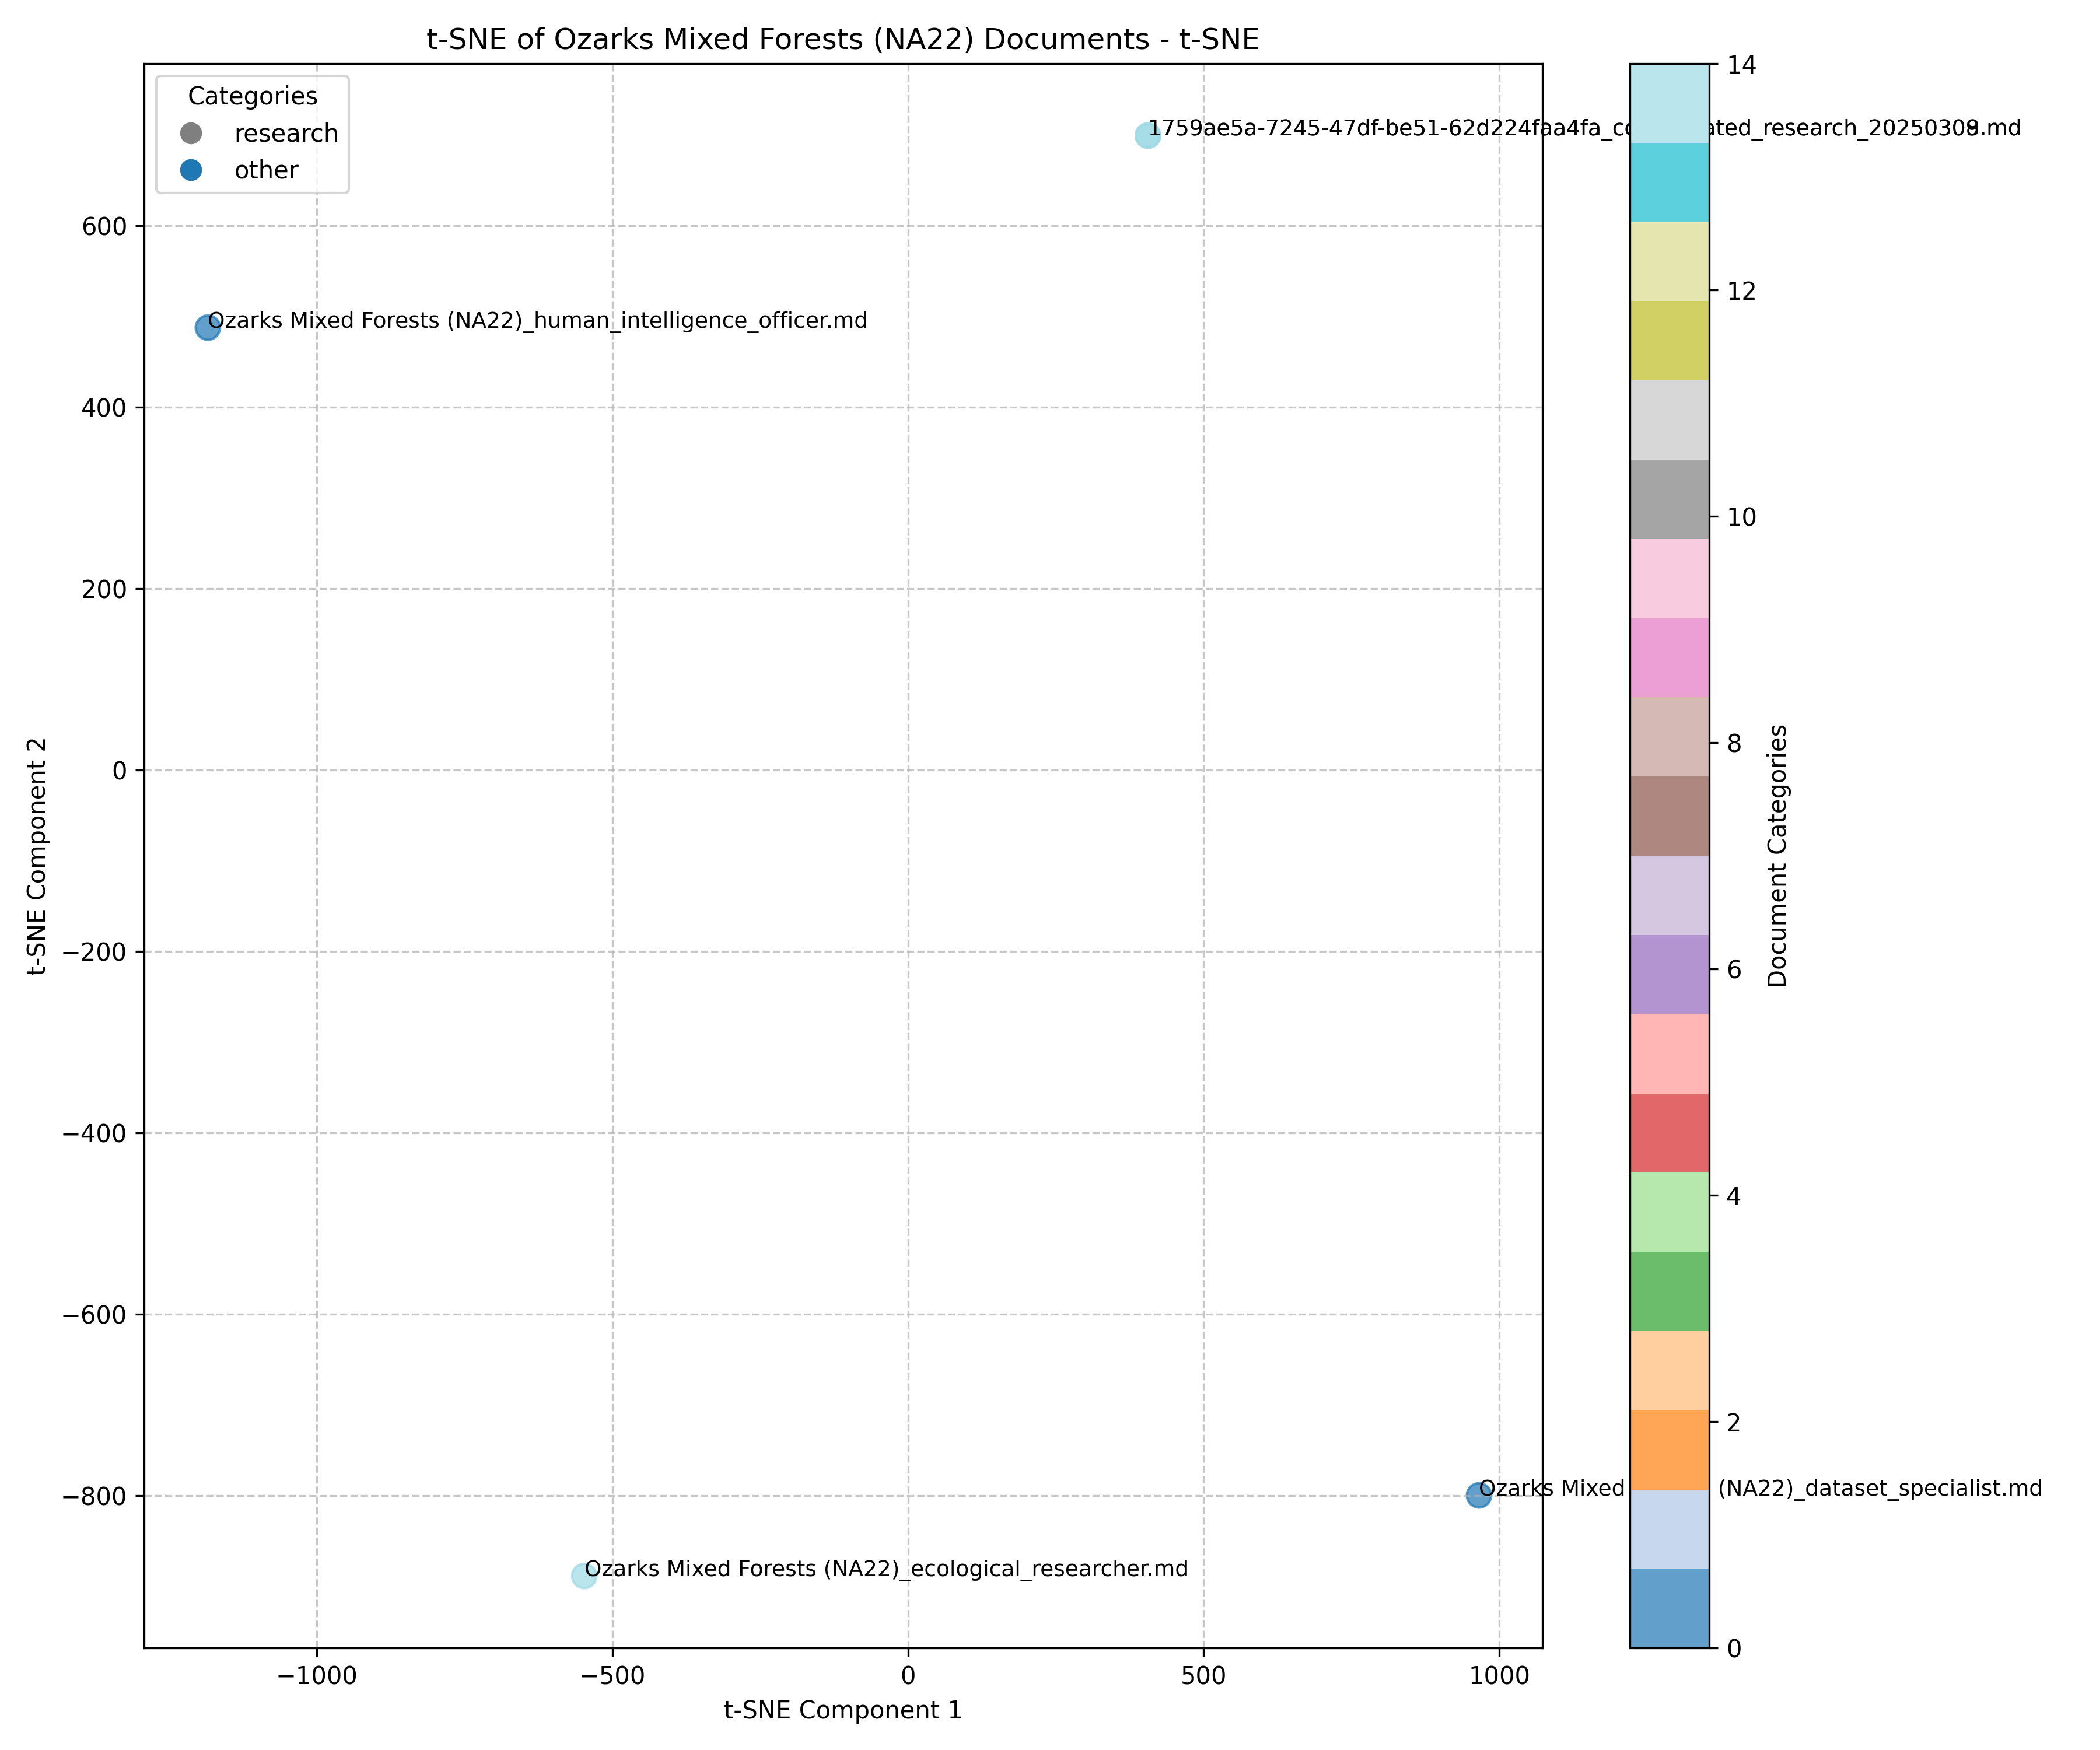 t-SNE of Ozarks Mixed Forests (NA22) Documents - t-SNE
Categories
research
other
1759ae5a-7245-47df-be51-62d224faa4fa_co ated_research_2025030 .md
Ozarks Mixed Forests (NA22)_human_intelligence_officer.md
Ozarks Mixed (NA22)_dataset_specialist.md
Ozarks Mixed Forests (NA22)_ecological_researcher.md
600
400
200
0
−200
−400
−600
−800
t-SNE Component 2
−1000
−500
0
500
1000
t-SNE Component 1
14
12
10
8
6
4
2
0
Document Categories